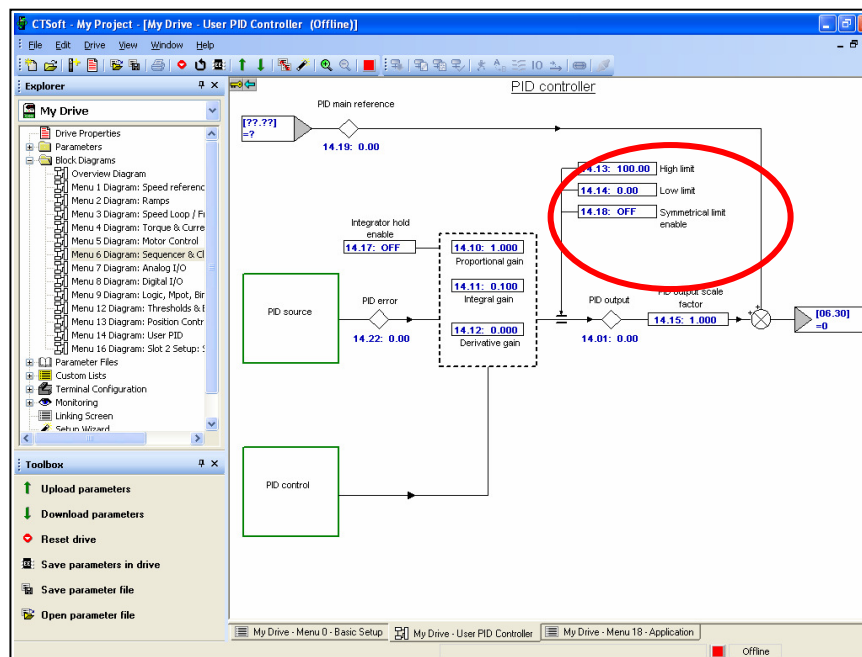 CTSoft - My Project - [My Drive - User PID Controller (Offline)]
File Edit Drive View Window Help
Explorer
My Drive
Drive Properties
Parameters
Block Diagrams
Overview Diagram
Menu 1 Diagram: Speed referenc
Menu 2 Diagram: Ramps
Menu 3 Diagram: Speed Loop / Fr
Menu 4 Diagram: Torque & Curre
Menu 5 Diagram: Motor Control
Menu 6 Diagram: Sequencer & Cl
Menu 7 Diagram: Analog I/O
Menu 8 Diagram: Digital I/O
Menu 9 Diagram: Logic, Mpot, Bin
Menu 12 Diagram: Thresholds & B
Menu 13 Diagram: Position Contr
Menu 14 Diagram: User PID
Menu 16 Diagram: Slot 2 Setup: S
Parameter Files
Custom Lists
Terminal Configuration
Monitoring
Linking Screen
Setup Wizard
Toolbox
Upload parameters
Download parameters
Reset drive
Save parameters in drive
Save parameter file
Open parameter file
PID controller
PID main reference
[??.??]
=?
14.19: 0.00
14.13: 100.00 High limit
14.14: 0.00 Low limit
14.18: OFF Symmetrical limit
enable
Integrator hold
enable
14.17: OFF
14.10: 1.000
Proportional gain
14.11: 0.100
Integral gain
14.12: 0.000
Derivative gain
PID source
PID error
14.22: 0.00
PID output
14.01: 0.00
PID output scale
factor
14.15: 1.000
[06.30]
=0
PID control
My Drive - Menu 0 - Basic Setup
My Drive - User PID Controller
My Drive - Menu 18 - Application
Offline